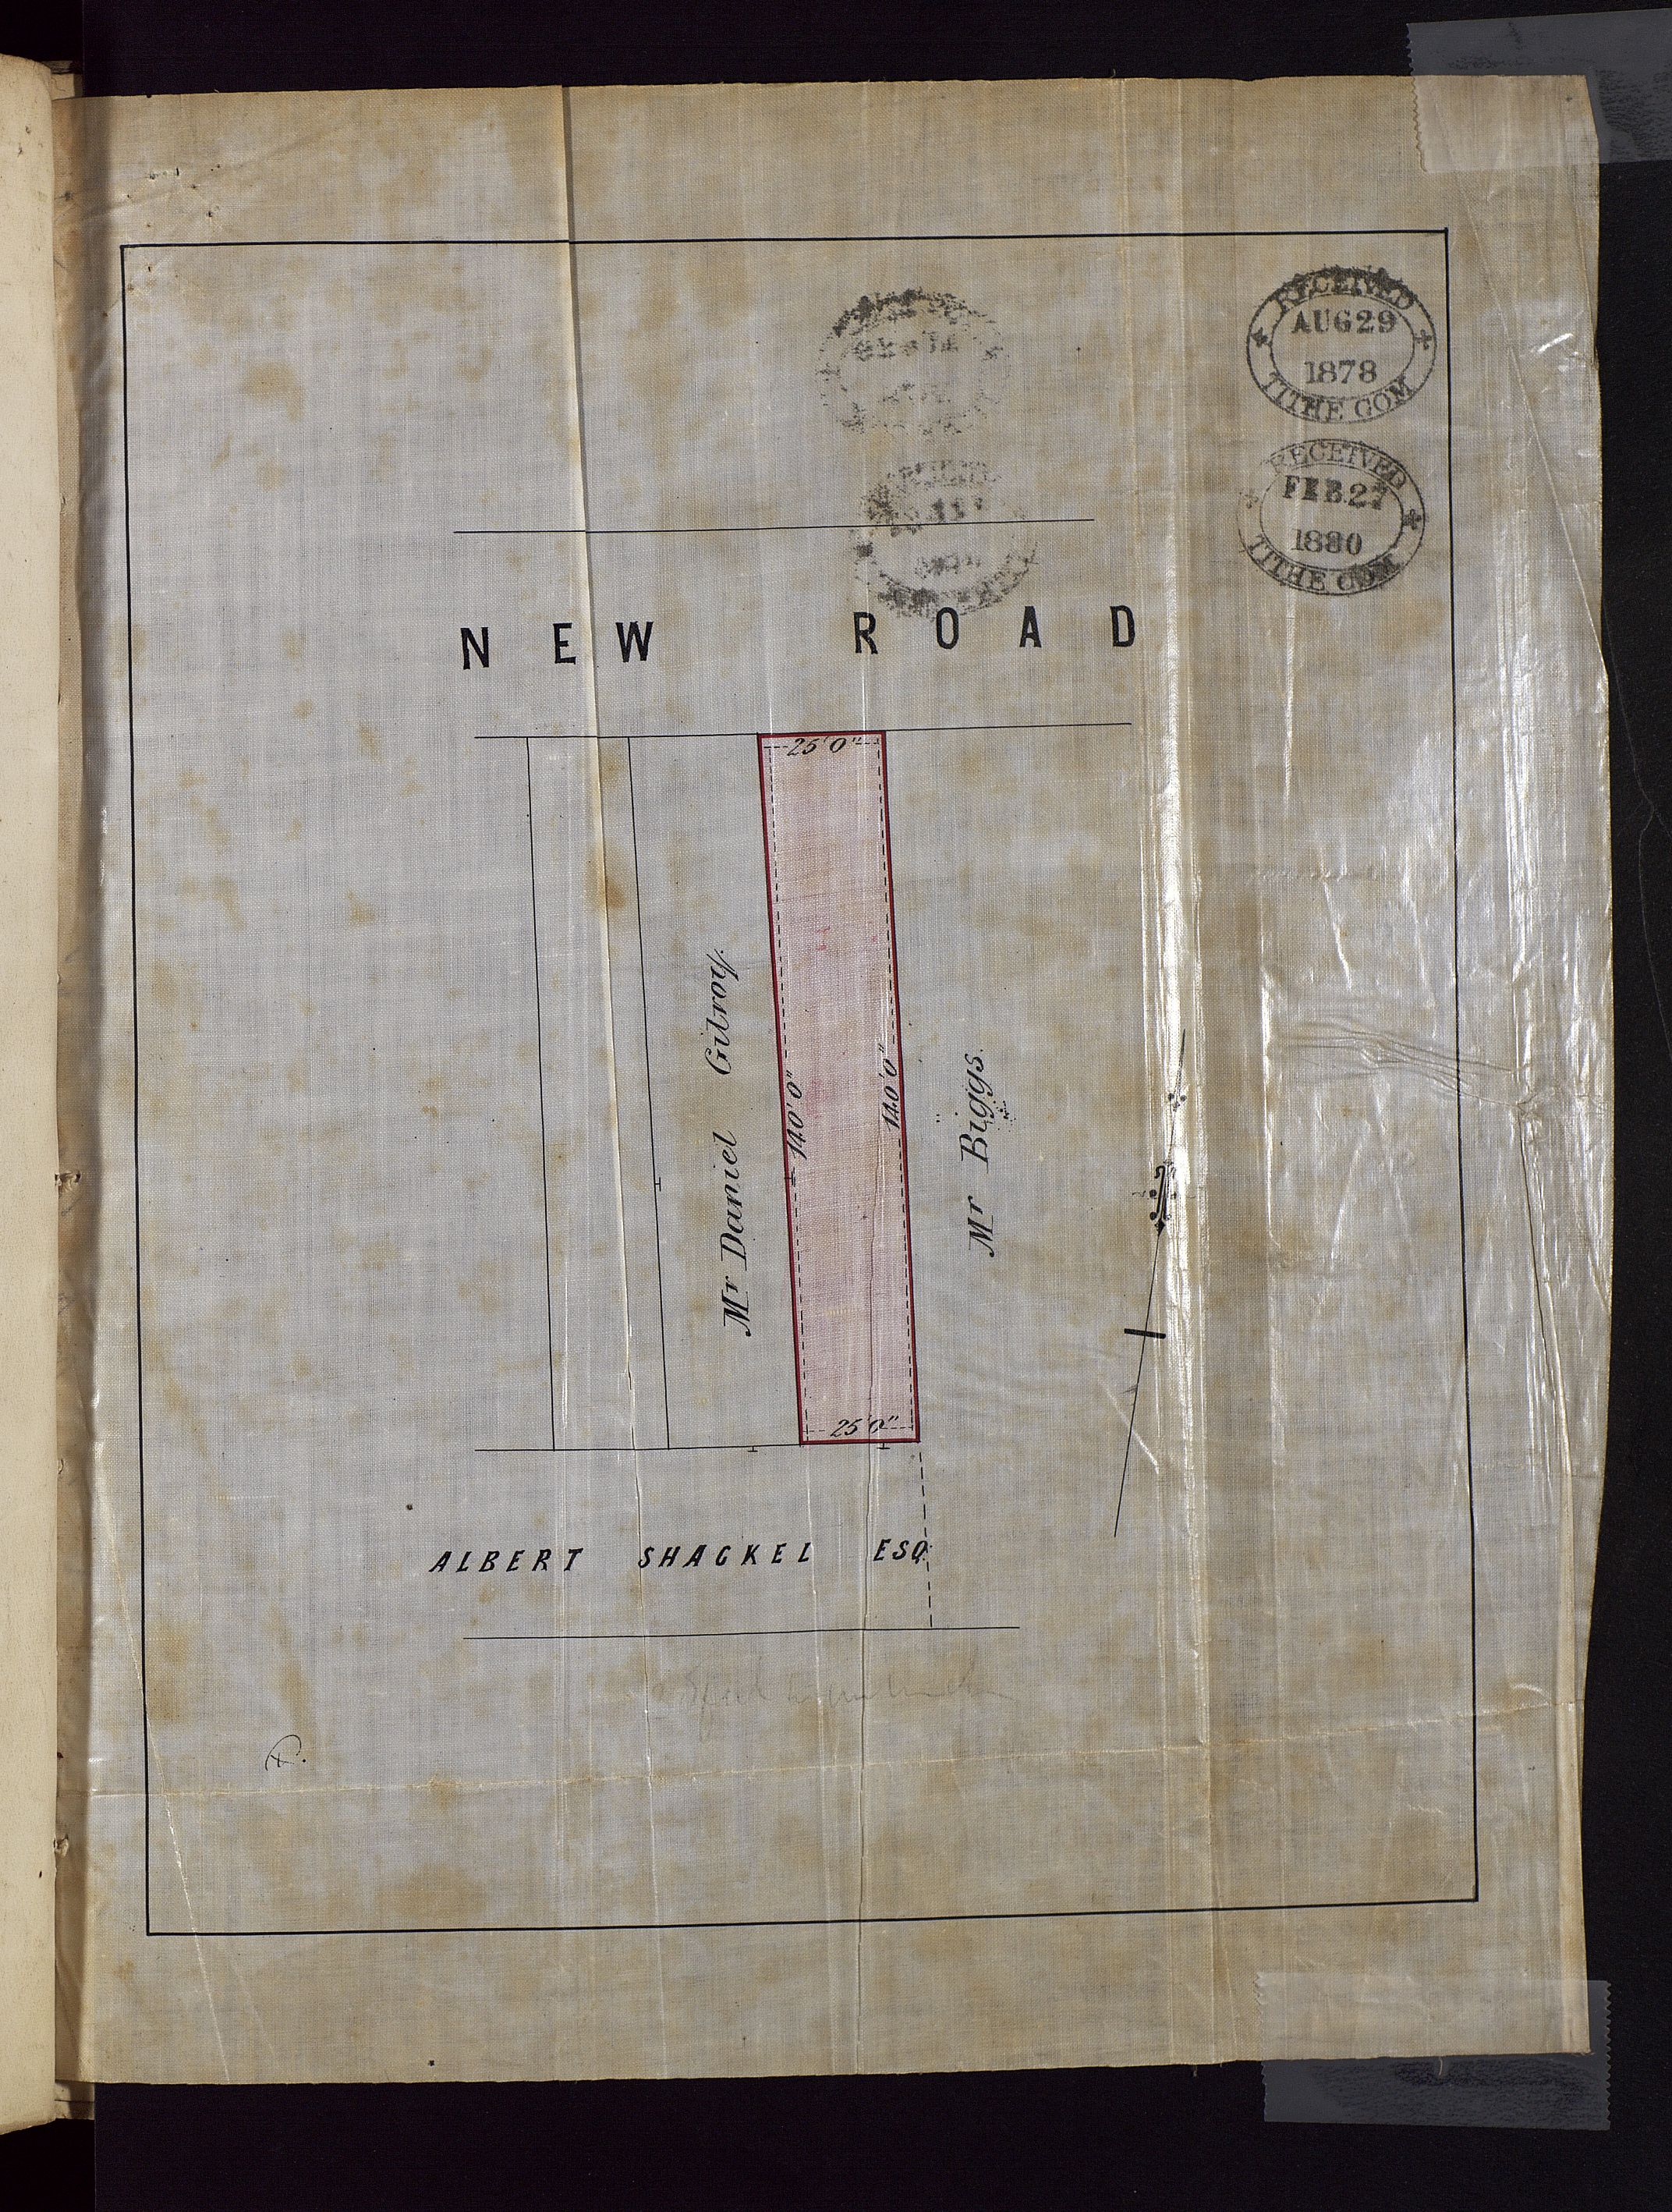 RECEIVED
AUG 29
1878
TITHE COM
RECEIVED
FEB 27
1880
TITHE COM
NEW ROAD
25'0"
Mr Daniel Gilroy.
140'0"
140'0"
Mr Biggs.
25'0"
ALBERT SHACKEL ESQ.